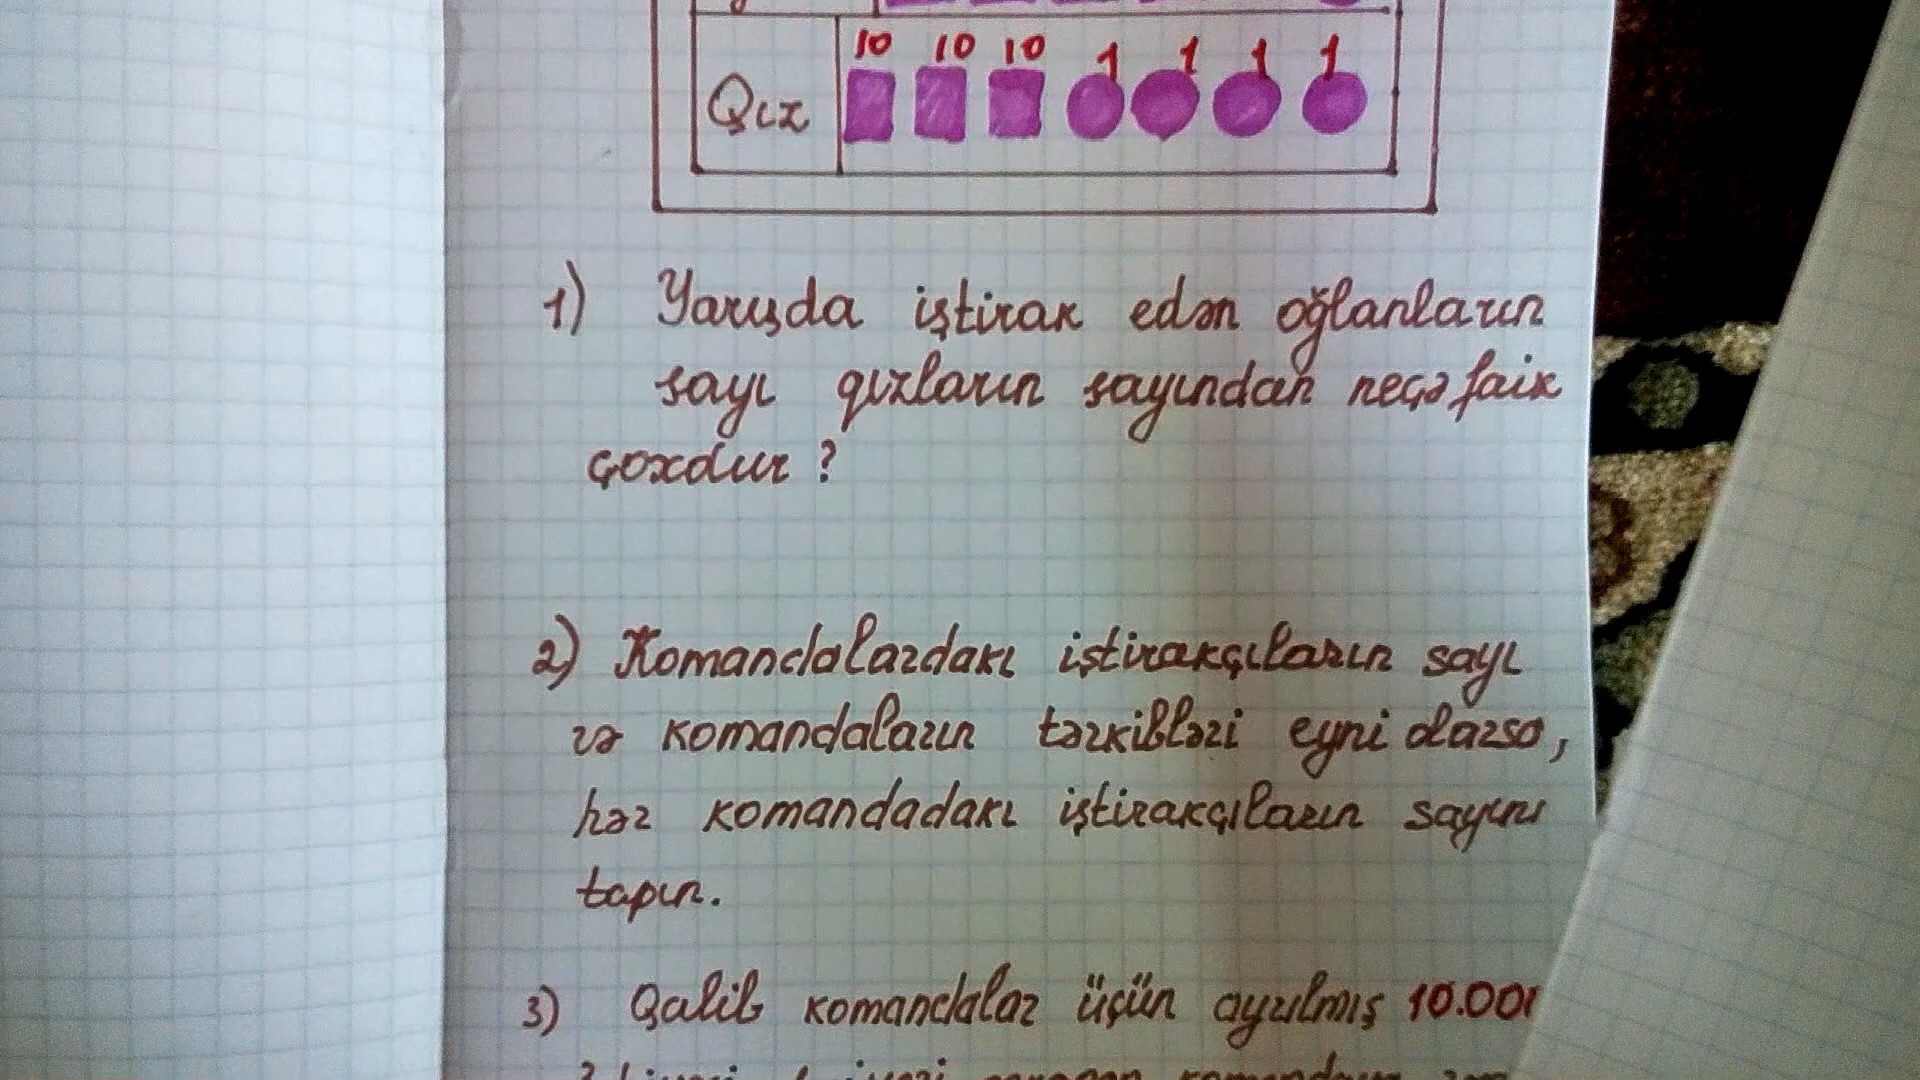 10 10 10 1 1 1 1
Qız
1) Yarışda iştirak edən oğlanların
sayı qızların sayından neçə faiz
çoxdur?
2) Komandalardakı iştirakçıların sayı
və komandaların tərkibləri eyni olarsa,
hər komandadakı iştirakçıların sayını
tapın.
3) Qalib komandalar üçün ayrılmış 10.00